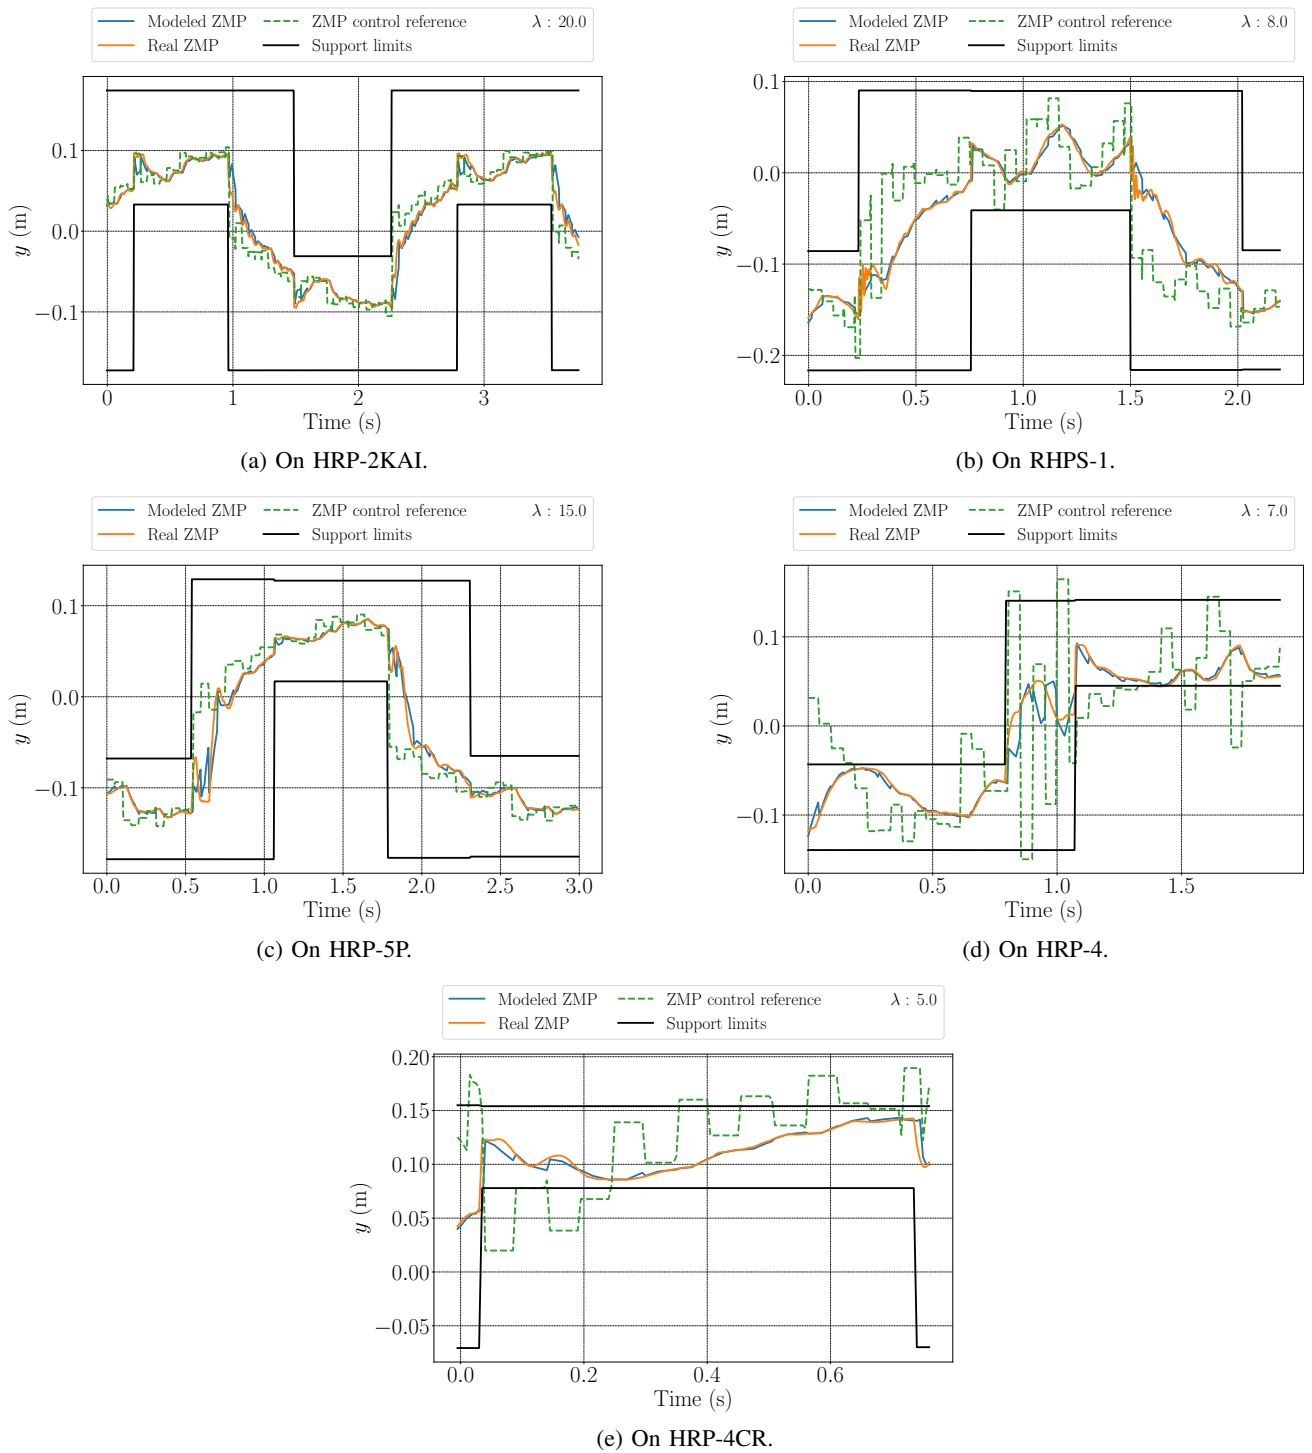 Modeled ZMP
Real ZMP
ZMP control reference
Support limits
λ : 20.0
0.1
0.0
−0.1
y (m)
0 1 2 3
Time (s)
(a) On HRP-2KAI.
Modeled ZMP
Real ZMP
ZMP control reference
Support limits
λ : 8.0
0.1
0.0
−0.1
−0.2
y (m)
0.0 0.5 1.0 1.5 2.0
Time (s)
(b) On RHPS-1.
Modeled ZMP
Real ZMP
ZMP control reference
Support limits
λ : 15.0
0.1
0.0
−0.1
y (m)
0.0 0.5 1.0 1.5 2.0 2.5 3.0
Time (s)
(c) On HRP-5P.
Modeled ZMP
Real ZMP
ZMP control reference
Support limits
λ : 7.0
0.1
0.0
−0.1
y (m)
0.0 0.5 1.0 1.5
Time (s)
(d) On HRP-4.
Modeled ZMP
Real ZMP
ZMP control reference
Support limits
λ : 5.0
0.20
0.15
0.10
0.05
0.00
−0.05
y (m)
0.0 0.2 0.4 0.6
Time (s)
(e) On HRP-4CR.